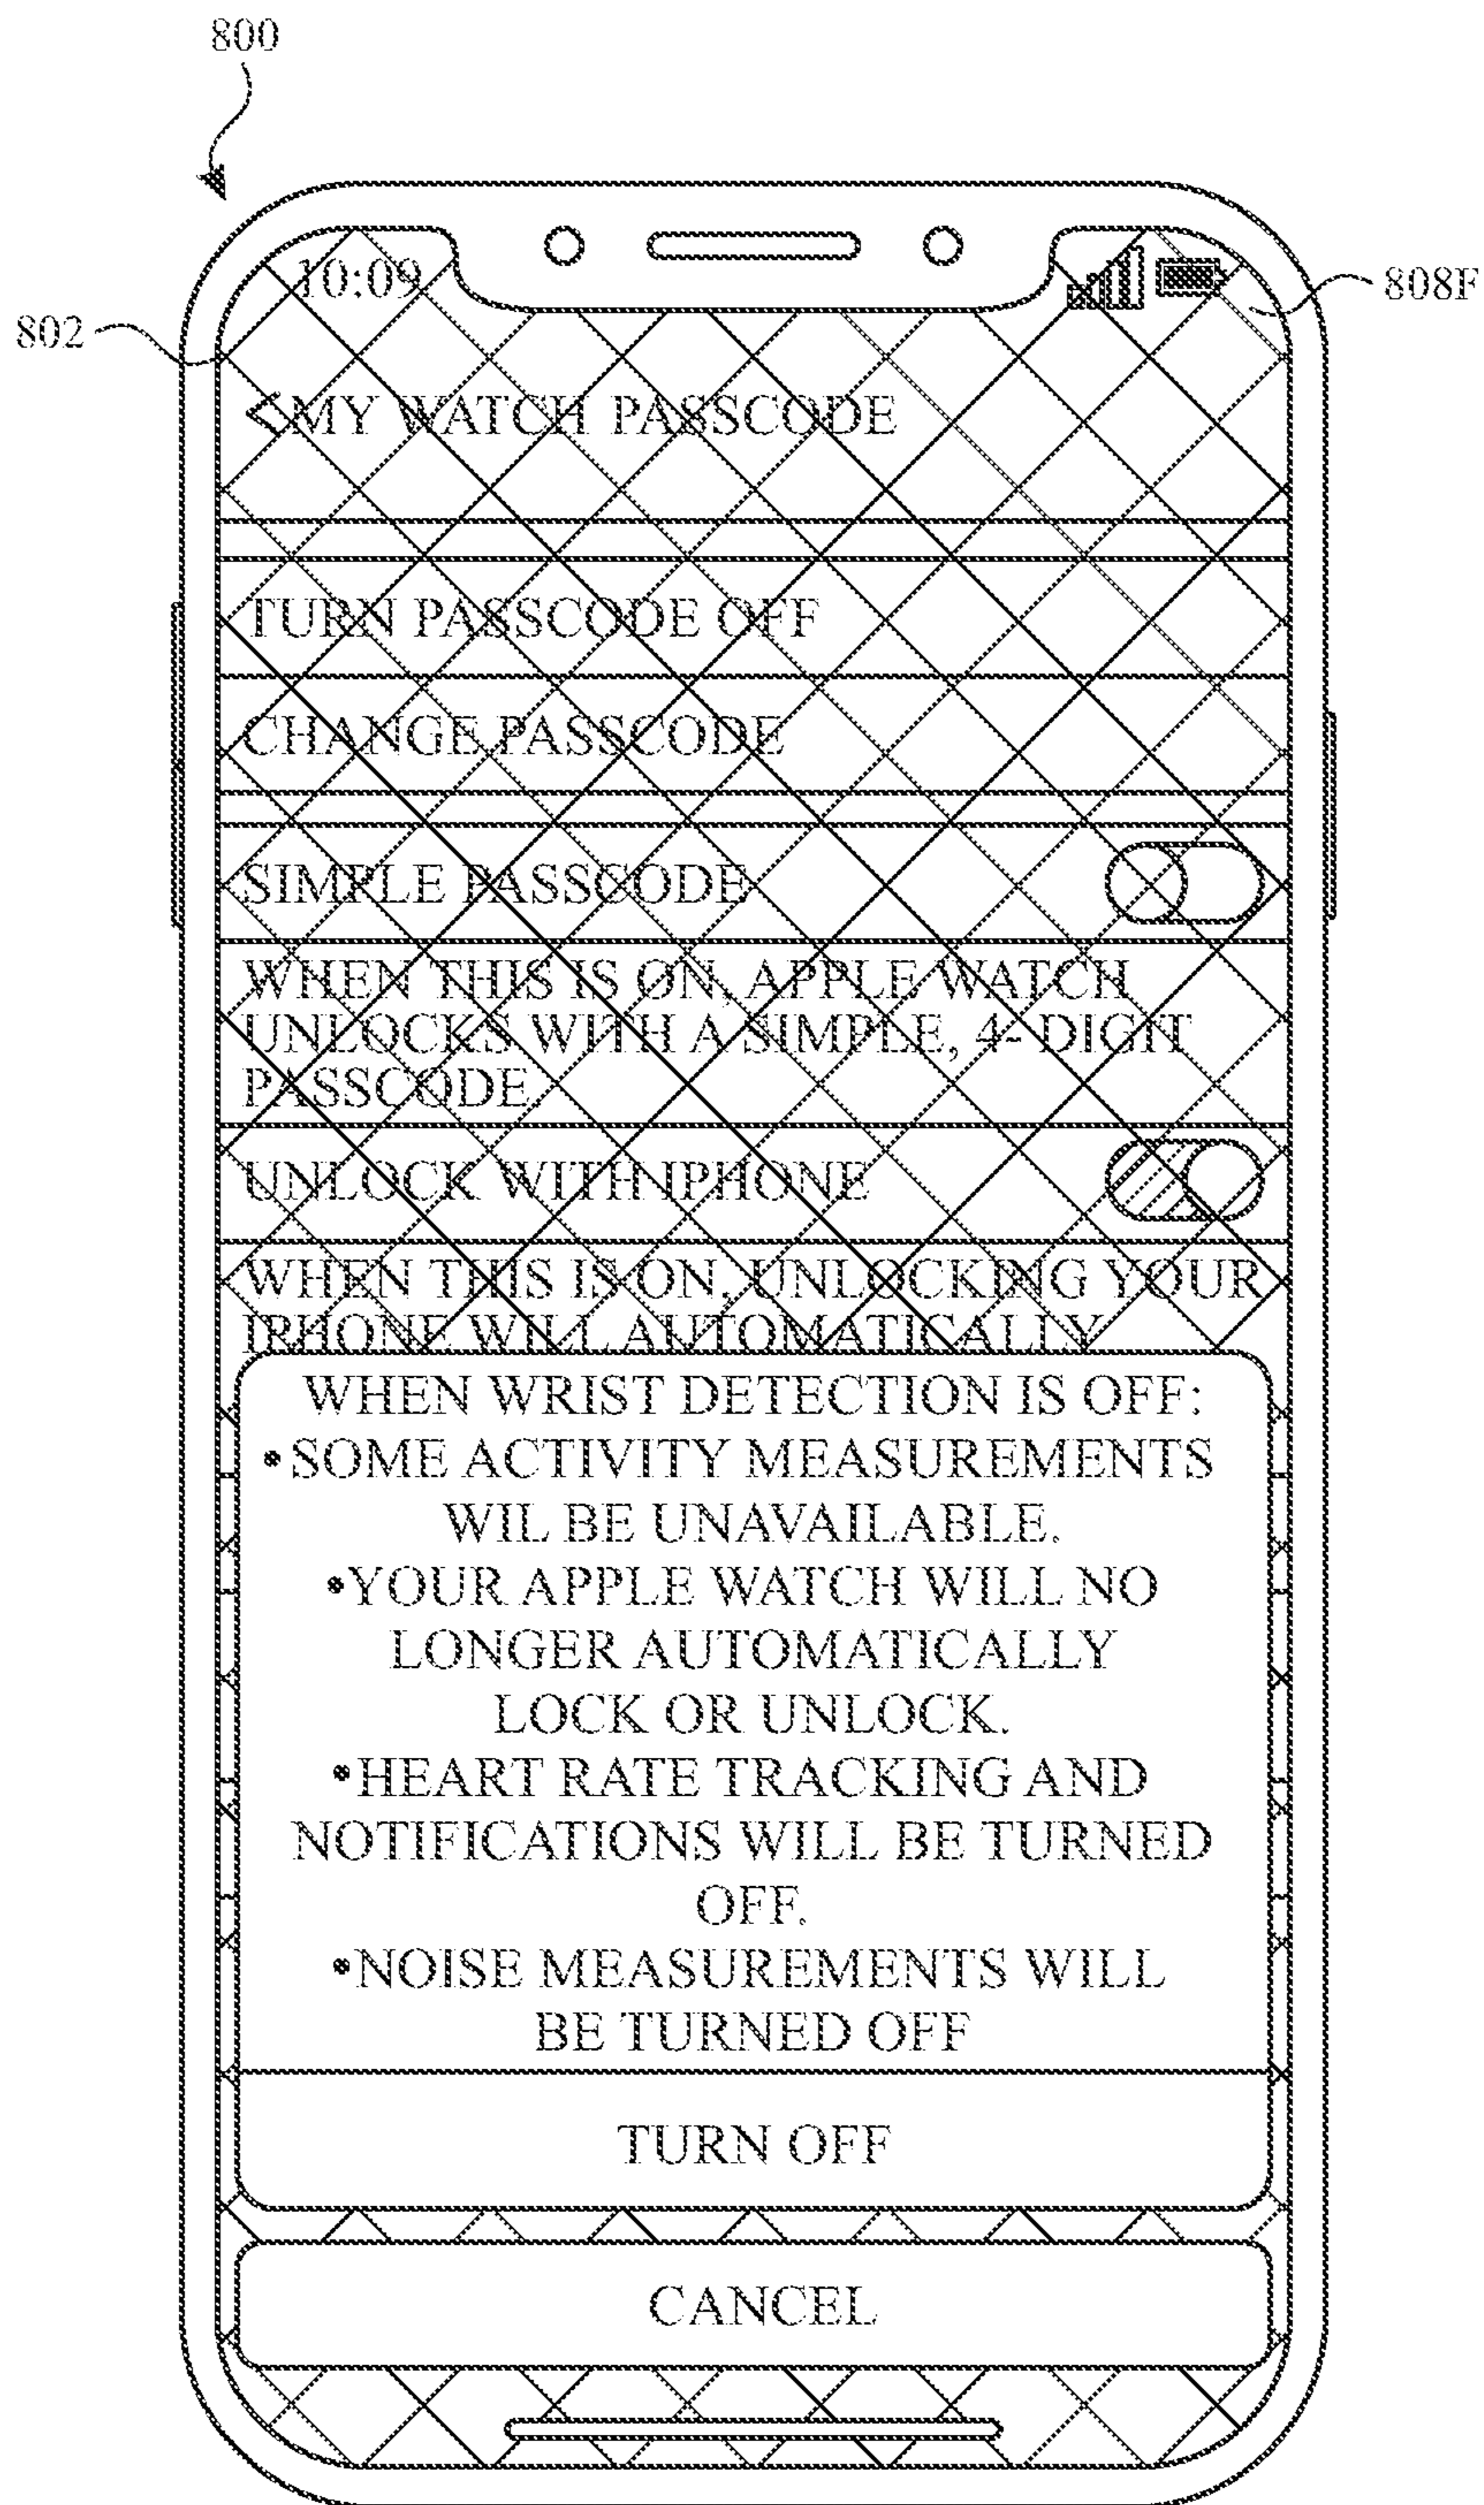 800
10:09
808F
802
<MY WATCH PASSCODE
TURN PASSCODE OFF
CHANGE PASSCODE
SIMPLE PASSCODE
WHEN THIS IS ON, APPLE WATCH
UNLOCKS WITH A SIMPLE, 4- DIGIT
PASSCODE.
UNLOCK WITH IPHONE
WHEN THIS IS ON, UNLOCKING YOUR
IPHONE WILL AUTOMATICALLY
WHEN WRIST DETECTION IS OFF:
•SOME ACTIVITY MEASUREMENTS
WIL BE UNAVAILABLE.
•YOUR APPLE WATCH WILL NO
LONGER AUTOMATICALLY
LOCK OR UNLOCK.
•HEART RATE TRACKING AND
NOTIFICATIONS WILL BE TURNED
OFF.
•NOISE MEASUREMENTS WILL
BE TURNED OFF
TURN OFF
CANCEL